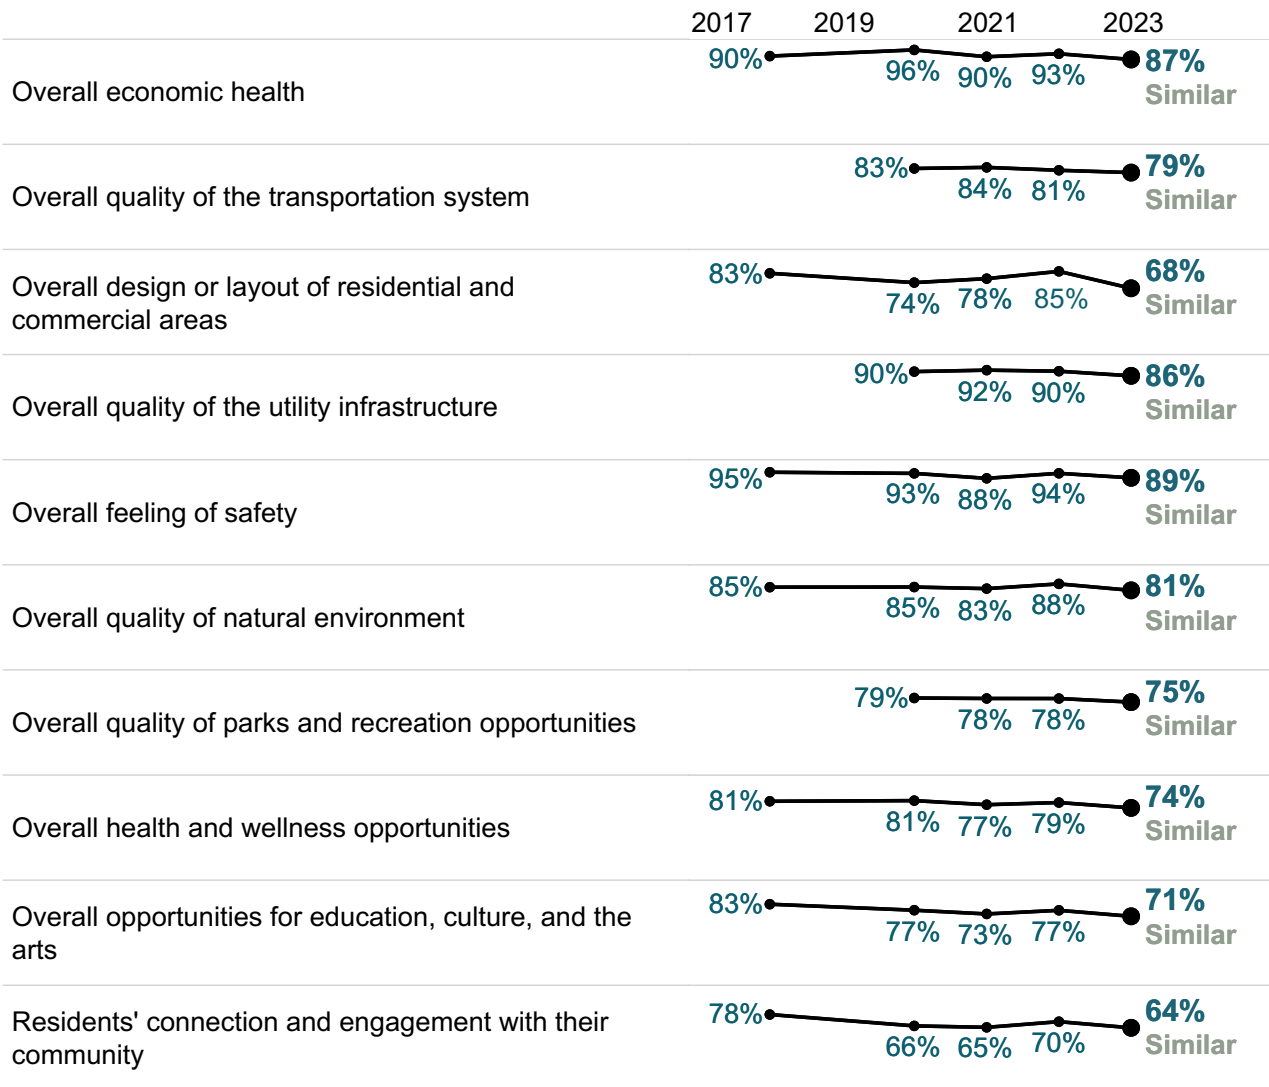 2017 2019 2021 2023
Overall economic health
90% 96% 90% 93% 87%
Similar
Overall quality of the transportation system
83% 84% 81% 79%
Similar
Overall design or layout of residential and
commercial areas
83% 74% 78% 85% 68%
Similar
Overall quality of the utility infrastructure
90% 92% 90% 86%
Similar
Overall feeling of safety
95% 93% 88% 94% 89%
Similar
Overall quality of natural environment
85% 85% 83% 88% 81%
Similar
Overall quality of parks and recreation opportunities
79% 78% 78% 75%
Similar
Overall health and wellness opportunities
81% 81% 77% 79% 74%
Similar
Overall opportunities for education, culture, and the
arts
83% 77% 73% 77% 71%
Similar
Residents' connection and engagement with their
community
78% 66% 65% 70% 64%
Similar